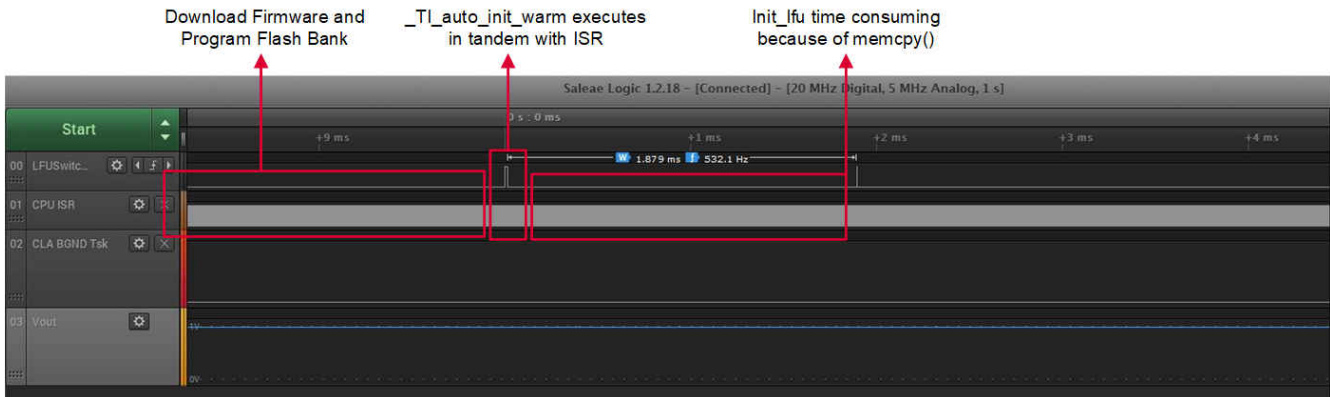 Download Firmware and
Program Flash Bank
_TI_auto_init_warm executes
in tandem with ISR
Init_lfu time consuming
because of memcpy()
Saleae Logic 1.2.18 - [Connected] - [20 MHz Digital, 5 MHz Analog, 1 s]
Start
0 s : 0 ms
+9 ms
+1 ms
+2 ms
+3 ms
+4 ms
00 LFUSwitc...
W 1.879 ms f 532.1 Hz
01 CPU ISR
02 CLA BGND Tsk
03 Vout
1V
0V